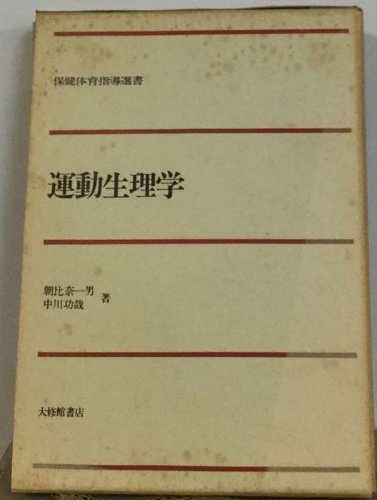 保健体育指導選書
運動生理学
朝比奈一男
中川功哉
著
大修館書店